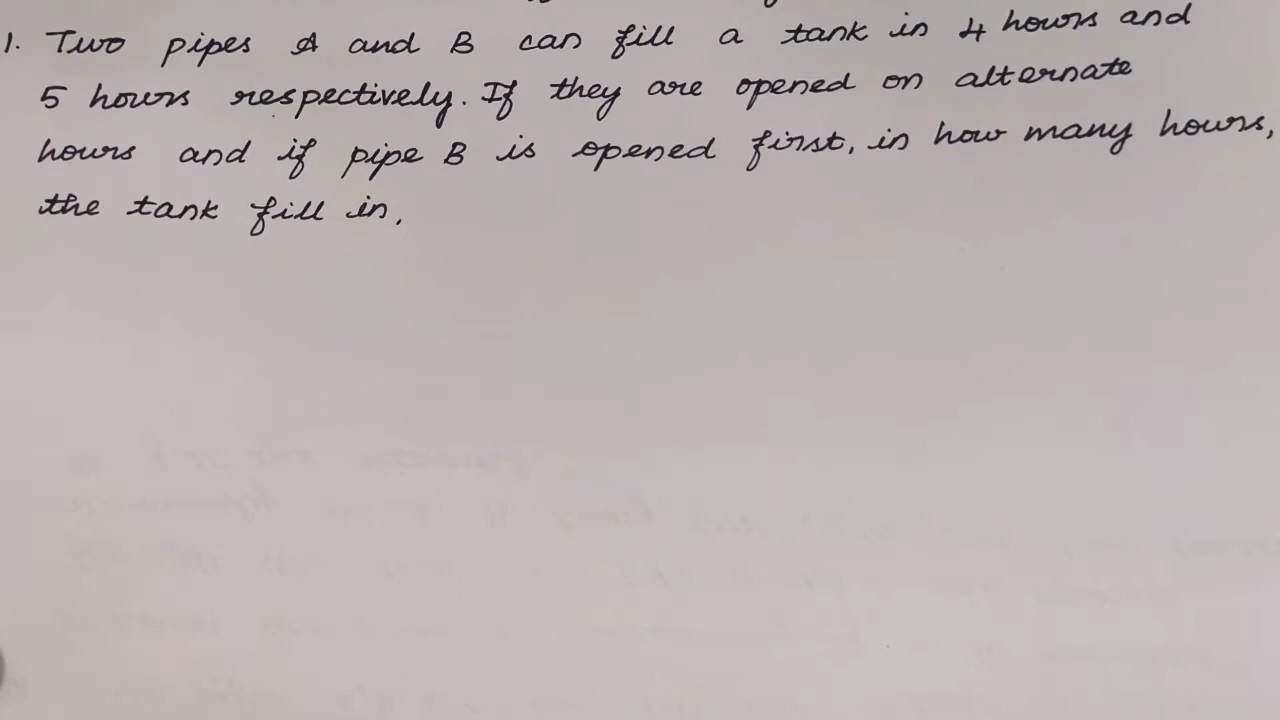 1. Two pipes A and B can fill a tank in 4 hours and
5 hours respectively. If they are opened on alternate
hours and if pipe B is opened first, in how many hours,
the tank fill in.